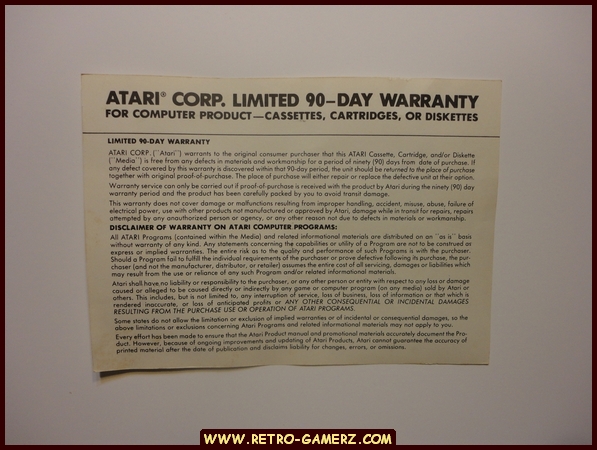 ATARI® CORP. LIMITED 90-DAY WARRANTY
FOR COMPUTER PRODUCT—CASSETTES, CARTRIDGES, OR DISKETTES
LIMITED 90-DAY WARRANTY
ATARI CORP. (``Atari´´) warrants to the original consumer purchaser that this ATARI Cassette, Cartridge, and/or Diskette
(``Media´´) is free from any defects in materials and workmanship for a period of ninety (90) days from date of purchase. If
any defect covered by this warranty is discovered within that 90-day period, the unit should be returned to the place of purchase
together with original proof-of-purchase. The place of purchase will either repair or replace the defective unit at their option.
Warranty service can only be carried out if proof-of-purchase is received with the product by Atari during the ninety (90) day
warranty period and the product has been carefully packed by you to avoid transit damage.
This warranty does not cover damage or malfunctions resulting from improper handling, accident, misuse, abuse, failure of
electrical power, use with other products not manufactured or approved by Atari, damage while in transit for repairs, repairs
attempted by any unauthorized person or agency, or any other reason not due to defects in materials or workmanship.
DISCLAIMER OF WARRANTY ON ATARI COMPUTER PROGRAMS:
All ATARI Programs (contained within the Media) and related informational materials are distributed on an ``as is´´ basis
without warranty of any kind. Any statements concerning the capabilities or utility of a Program are not to be construed as
express or implied warranties. The entire risk as to the quality and performance of such Programs is with the purchaser.
Should a Program fail to fulfill the individual requirements of the purchaser or prove defective following its purchase, the pur-
chaser (and not the manufacturer, distributor, or retailer) assumes the entire cost of all servicing, damages or liabilities which
may result from the use or reliance of any such Program and/or related informational materials.
Atari shall have no liability or responsibility to the purchaser, or any other person or entity with respect to any loss or damage
caused or alleged to be caused directly or indirectly by any game or computer program (on any media) sold by Atari or
others. This includes, but is not limited to, any interruption of service, loss of business, loss of information or that which is
rendered inaccurate, or loss of anticipated profits or ANY OTHER CONSEQUENTIAL OR INCIDENTAL DAMAGES
RESULTING FROM THE PURCHASE USE OR OPERATION OF ATARI PROGRAMS.
Some states do not allow the limitation or exclusion of implied warranties or of incidental or consequential damages, so the
above limitations or exclusions concerning Atari Programs and related informational materials may not apply to you.
Every effort has been made to ensure that the Atari Product manual and promotional materials accurately document the Pro-
duct. However, because of ongoing improvements and updating of Atari Products, Atari cannot guarantee the accuracy of
printed material after the date of publication and disclaims liability for changes, errors, or omissions.
WWW.RETRO-GAMERZ.COM